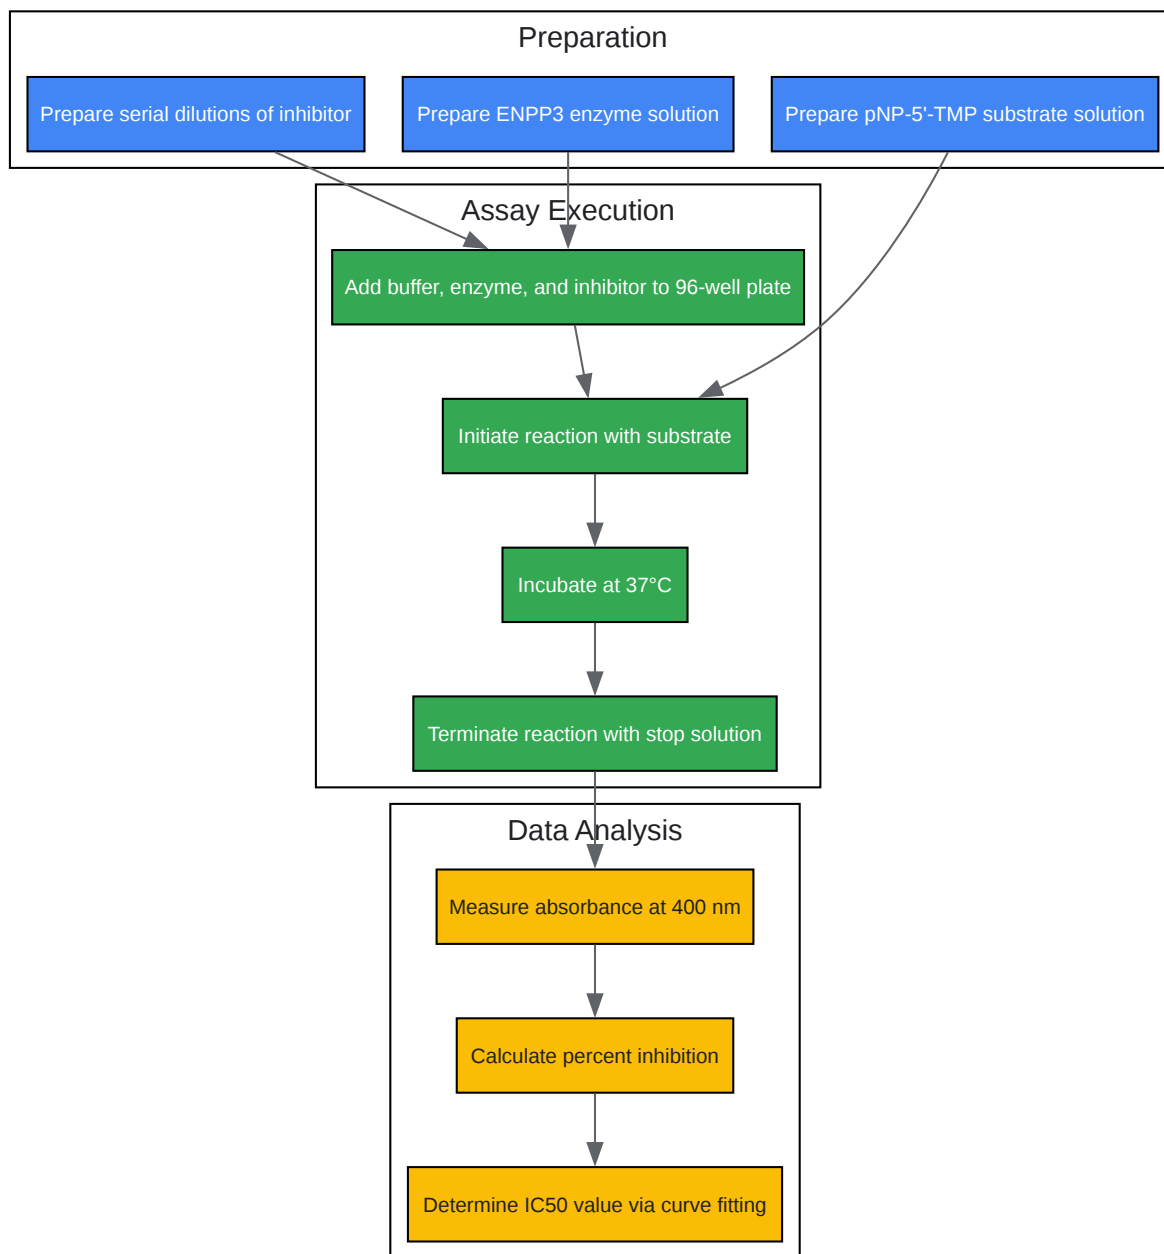 Preparation
Prepare serial dilutions of inhibitor
Prepare ENPP3 enzyme solution
Prepare pNP-5'-TMP substrate solution
Assay Execution
Add buffer, enzyme, and inhibitor to 96-well plate
Initiate reaction with substrate
Incubate at 37°C
Terminate reaction with stop solution
Data Analysis
Measure absorbance at 400 nm
Calculate percent inhibition
Determine IC50 value via curve fitting